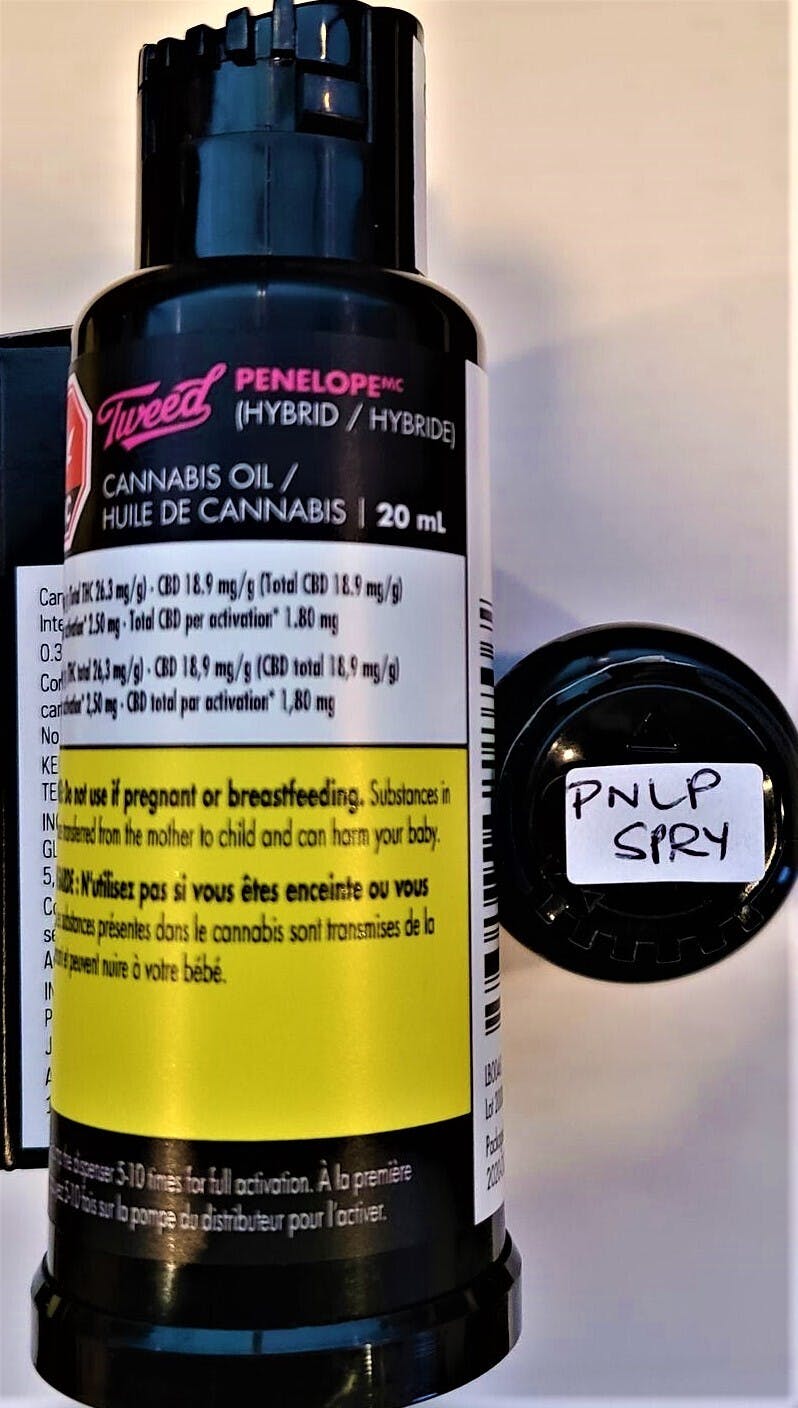 Tweed
PENELOPEMC
(HYBRID / HYBRIDE)
CANNABIS OIL /
HUILE DE CANNABIS | 20 mL
Total THC 26.3 mg/g) - CBD 18.9 mg/g (Total CBD 18.9 mg/g)
2.50 mg - Total CBD per activation* 1.80 mg
total 26,3 mg/g) - CBD 18,9 mg/g (CBD total 18,9 mg/g)
2,50 mg - CBD total par activation* 1,80 mg
Do not use if pregnant or breastfeeding. Substances in
transferred from the mother to child and can harm your baby.
: N'utilisez pas si vous êtes enceinte ou vous
substances présentes dans le cannabis sont transmises de la
et peuvent nuire à votre bébé.
dispenser 5-10 times for full activation. À la première
5-10 fois sur la pompe du distributeur pour l'activer.
PNLP
SPRY
0.3
No
5,